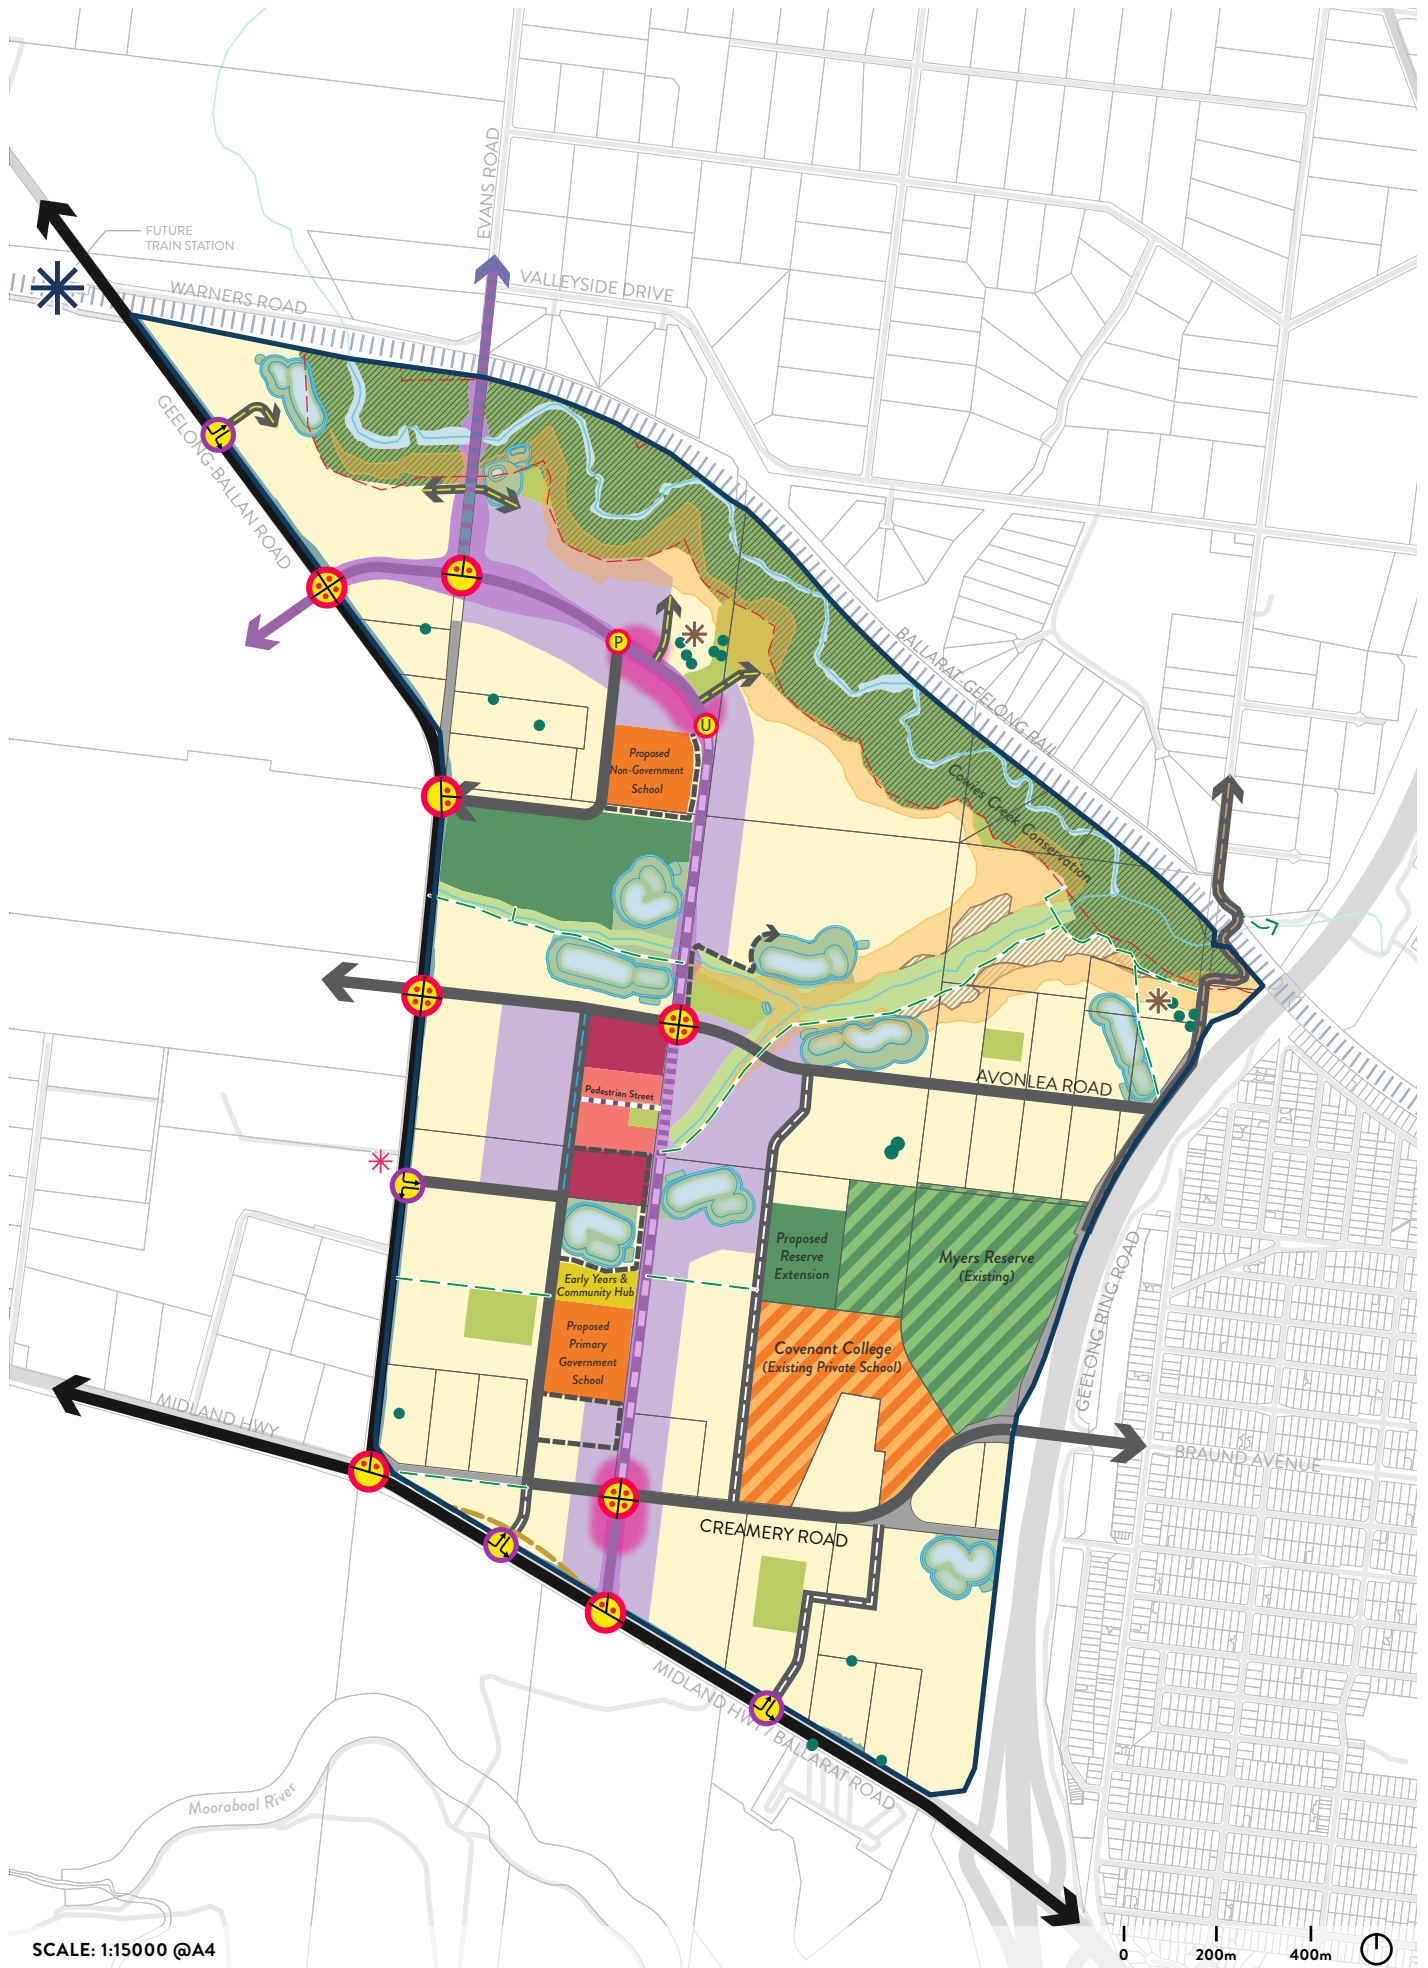 EVANS ROAD
FUTURE
TRAIN STATION
WARNERS ROAD
VALLEYSIDE DRIVE
GEELONG-BALLAN ROAD
P
U
BALLARAT-GEELONG RAIL
Proposed
Non-Government
School
Cowies Creek Conservation
AVONLEA ROAD
Pedestrian Street
Proposed
Reserve
Extension
Myers Reserve
(Existing)
Early Years &
Community Hub
Proposed
Primary
Government
School
Covenant College
(Existing Private School)
GEELONG RING ROAD
MIDLAND HWY
BRAUND AVENUE
CREAMERY ROAD
MIDLAND HWY / BALLARAT ROAD
Moorabool River
SCALE: 1:15000 @A4
0
200m
400m